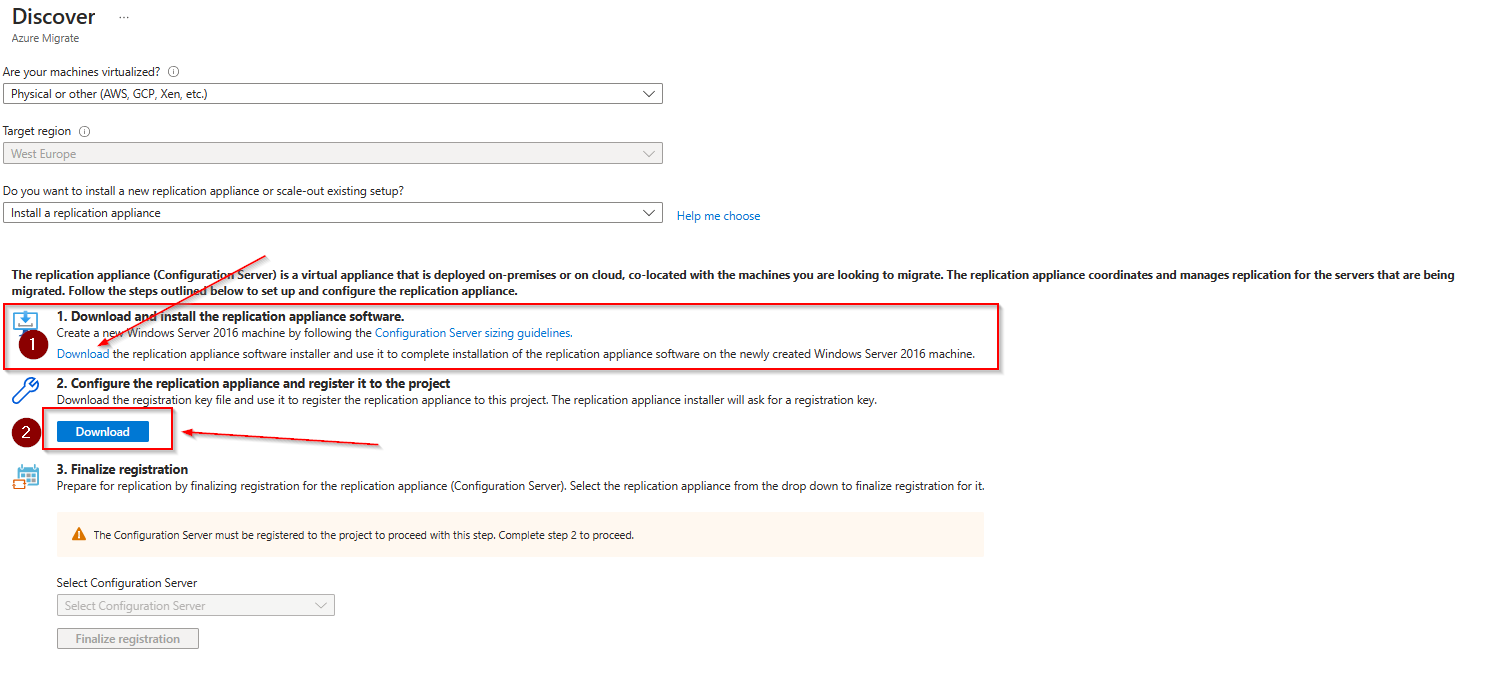 Discover ...
Azure Migrate
Are your machines virtualized?
Physical or other (AWS, GCP, Xen, etc.)
Target region
West Europe
Do you want to install a new replication appliance or scale-out existing setup?
Install a replication appliance
Help me choose
The replication appliance (Configuration Server) is a virtual appliance that is deployed on-premises or on cloud, co-located with the machines you are looking to migrate. The replication appliance coordinates and manages replication for the servers that are being
migrated. Follow the steps outlined below to set up and configure the replication appliance.
1. Download and install the replication appliance software.
Create a new Windows Server 2016 machine by following the Configuration Server sizing guidelines.
1
Download the replication appliance software installer and use it to complete installation of the replication appliance software on the newly created Windows Server 2016 machine.
2. Configure the replication appliance and register it to the project
Download the registration key file and use it to register the replication appliance to this project. The replication appliance installer will ask for a registration key.
2
Download
3. Finalize registration
Prepare for replication by finalizing registration for the replication appliance (Configuration Server). Select the replication appliance from the drop down to finalize registration for it.
The Configuration Server must be registered to the project to proceed with this step. Complete step 2 to proceed.
Select Configuration Server
Select Configuration Server
Finalize registration